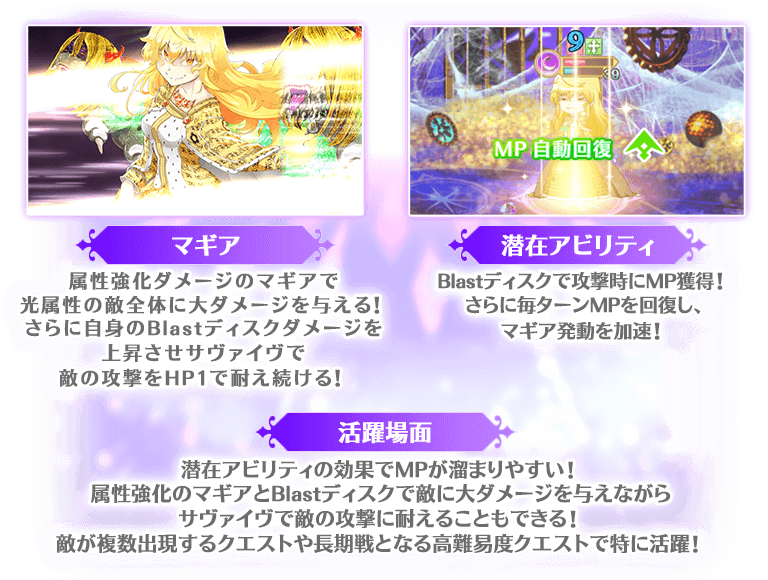 9
39
MP 自動回復
マギア
属性強化ダメージのマギアで
光属性の敵全体に大ダメージを与える!
さらに自身のBlastディスクダメージを
上昇させサヴァイヴで
敵の攻撃をHP1で耐え続ける!
潜在アビリティ
Blastディスクで攻撃時にMP獲得!
さらに毎ターンMPを回復し、
マギア発動を加速!
活躍場面
潜在アビリティの効果でMPが溜まりやすい!
属性強化のマギアとBlastディスクで敵に大ダメージを与えながら
サヴァイヴで敵の攻撃に耐えることもできる!
敵が複数出現するクエストや長期戦となる高難易度クエストで特に活躍!